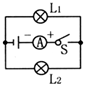 L₁
− A + S
L₂